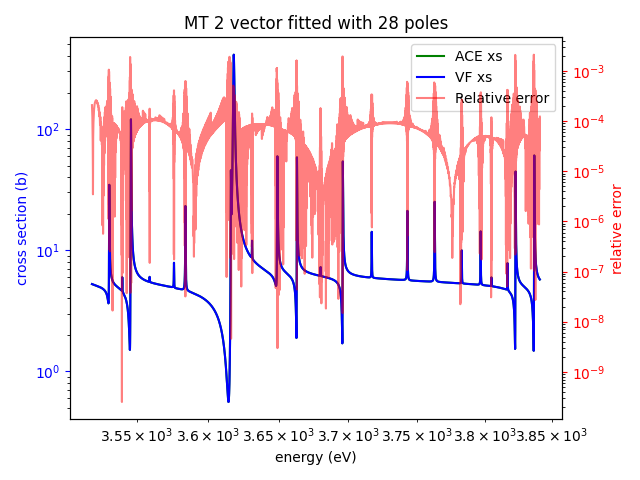 MT 2 vector fitted with 28 poles
ACE xs
VF xs
Relative error
cross section (b)
10²
10¹
10⁰
10⁻³
10⁻⁴
10⁻⁵
10⁻⁶
10⁻⁷
10⁻⁸
10⁻⁹
relative error
3.55×10³ 3.6×10³ 3.65×10³ 3.7×10³ 3.75×10³ 3.8×10³ 3.85×10³
energy (eV)